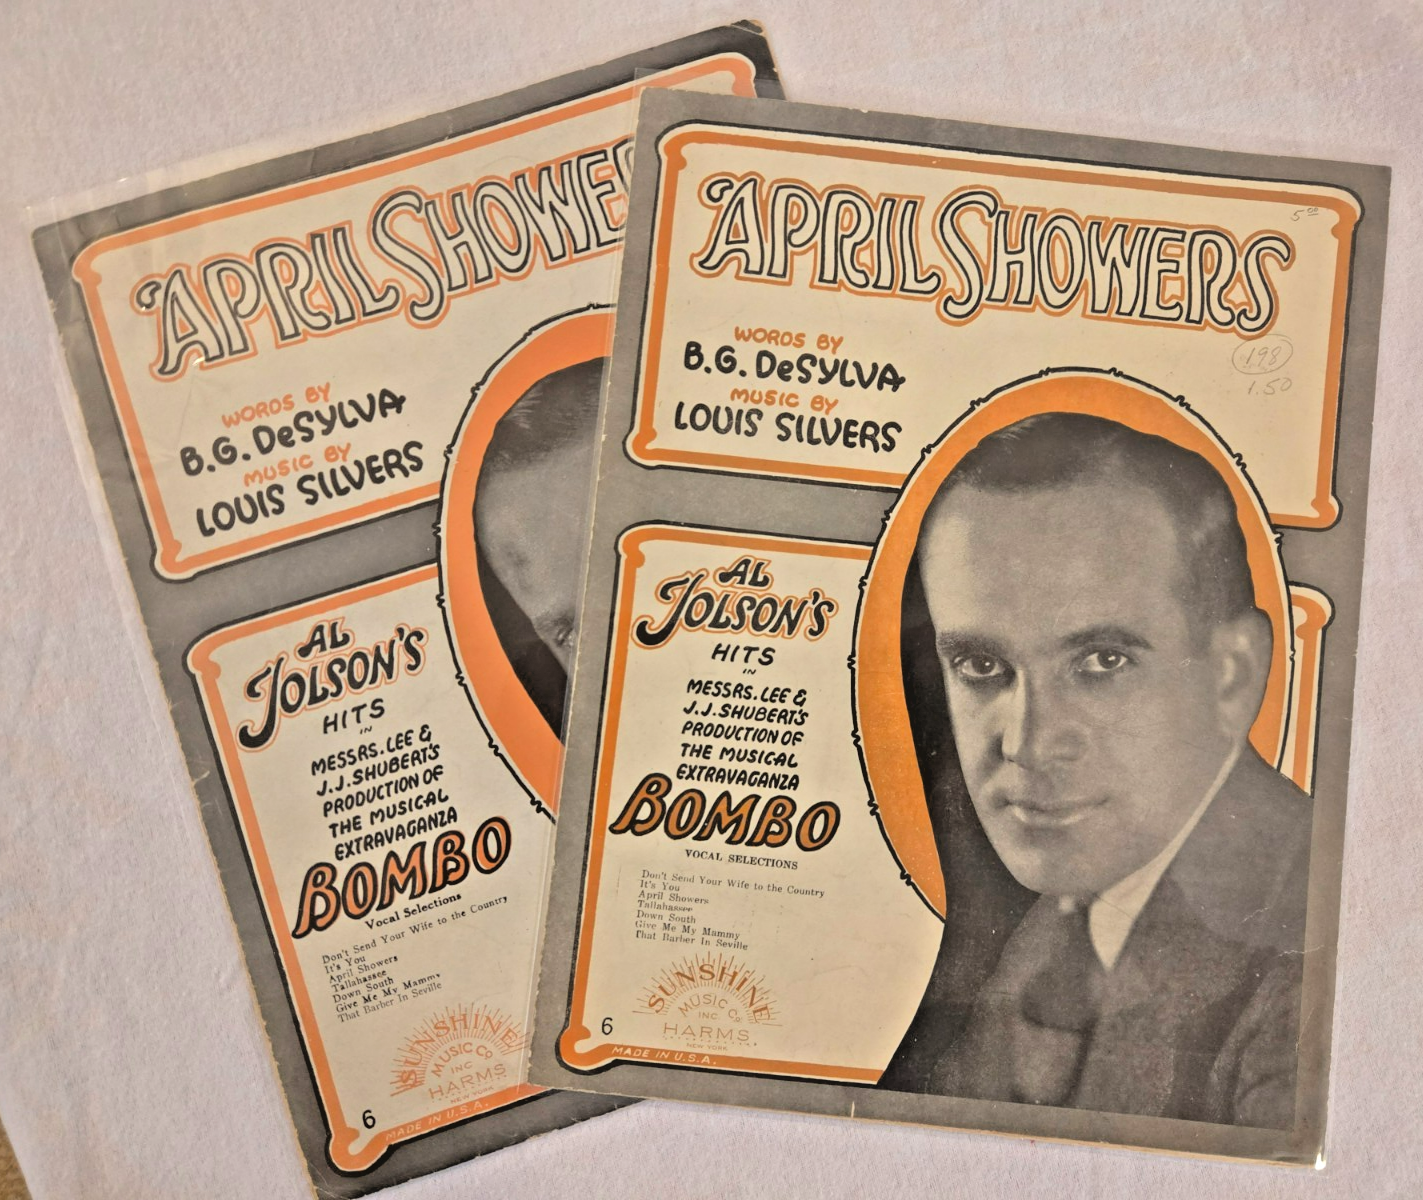 APRIL SHOWE
WORDS BY
B.G. DeSYLVA
MUSIC BY
LOUIS SILVERS
AL
JOLSON'S
HITS
IN
MESSRS. LEE &
J.J. SHUBERT'S
PRODUCTION OF
THE MUSICAL
EXTRAVAGANZA
BOMBO
Vocal Selections
Don't Send Your Wife to the Country
It's You
April Showers
Tallahassee
Down South
Give Me My Mammy
That Barber In Seville
SUNSHINE
MUSIC CO
INC
HARMS
NEW YORK
6
MADE IN U.S.A.
APRIL SHOWERS
5.00
198
1.50
WORDS BY
B.G. DeSYLVA
MUSIC BY
LOUIS SILVERS
AL
JOLSON'S
HITS
IN
MESSRS. LEE &
J.J. SHUBERT'S
PRODUCTION OF
THE MUSICAL
EXTRAVAGANZA
BOMBO
VOCAL SELECTIONS
Don't Send Your Wife to the Country
It's You
April Showers
Tallahassee
Down South
Give Me My Mammy
That Barber In Seville
SUNSHINE
MUSIC Co.
INC.
HARMS
NEW YORK
6
MADE IN U.S.A.